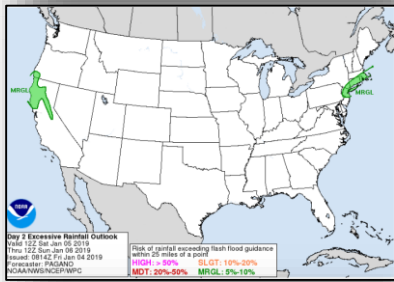 MRGL
MRGL
NOAA
Day 2 Excessive Rainfall Outlook
Valid 12Z Sat Jan 05 2019
Thru 12Z Sun Jan 06 2019
Issued: 0814Z Fri Jan 04 2019
Forecaster: PAGANO
NOAA/NWS/NCEP/WPC
Risk of rainfall exceeding flash flood guidance
within 25 miles of a point
HIGH: > 50% SLGT: 10%-20%
MDT: 20%-50% MRGL: 5%-10%